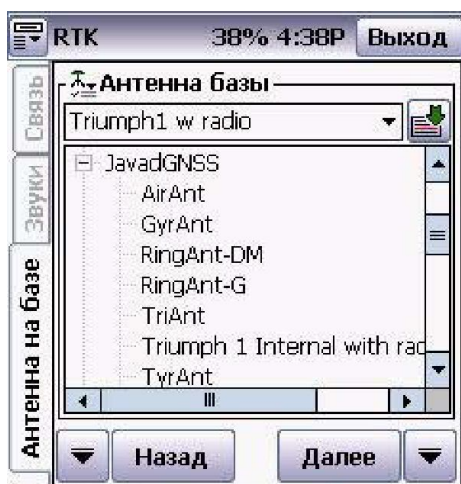 RTK 38% 4:38P Выход
Связь
Звуки
Антенна на базе
Антенна базы
Triumph1 w radio
JavadGNSS
AirAnt
GyrAnt
RingAnt-DM
RingAnt-G
TriAnt
Triumph 1 Internal with rad
TyrAnt
Назад Далее